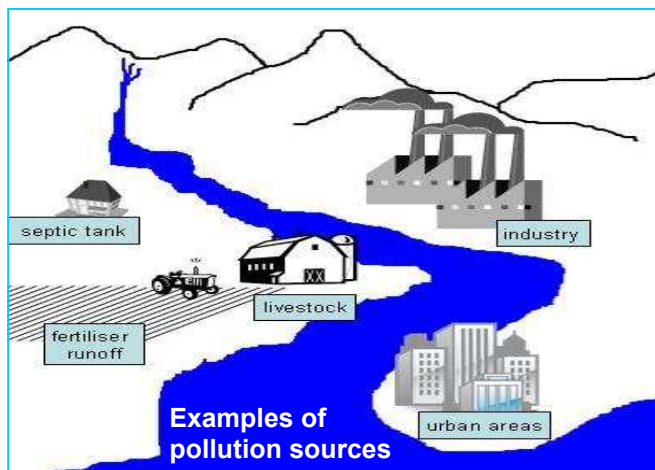 septic tank
industry
livestock
fertiliser
runoff
Examples of
pollution sources
urban areas